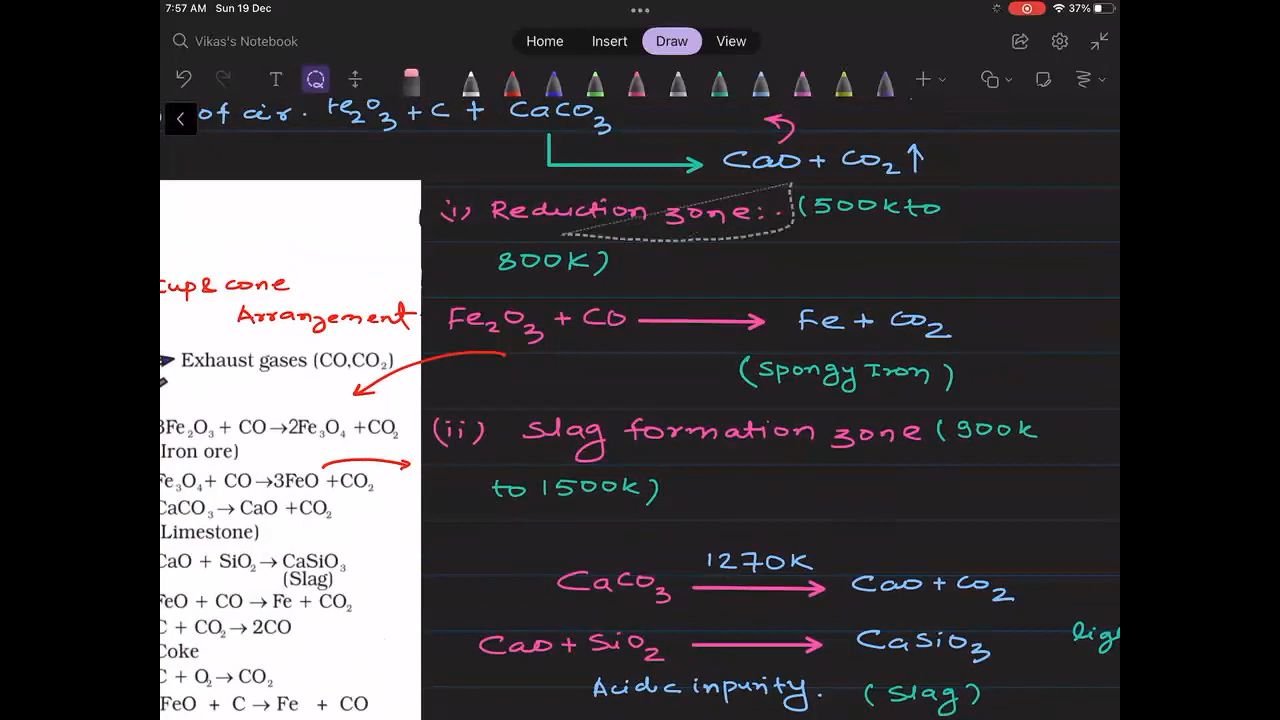 7:57 AM Sun 19 Dec
37%
Vikas's Notebook
Home Insert Draw View
of air. Fe2O3 + C + CaCO3
CaO + CO2 ↑
(i) Reduction zone:. (500k to
800K)
Cup & cone
Arrangement
Fe2O3 + CO → Fe + CO2
(Spongy Iron)
Exhaust gases (CO,CO2)
3Fe2O3 + CO →2Fe3O4 +CO2
Iron ore)
Fe3O4+ CO →3FeO +CO2
CaCO3→ CaO +CO2
Limestone)
CaO + SiO2→ CaSiO3
(Slag)
FeO + CO → Fe + CO2
C + CO2→ 2CO
Coke
C + O2→ CO2
FeO + C → Fe + CO
(ii) Slag formation zone (900k
to 1500K)
1270K
CaCO3 → CaO + CO2
CaO + SiO2 → CaSiO3
Acidic inpurity. (Slag)